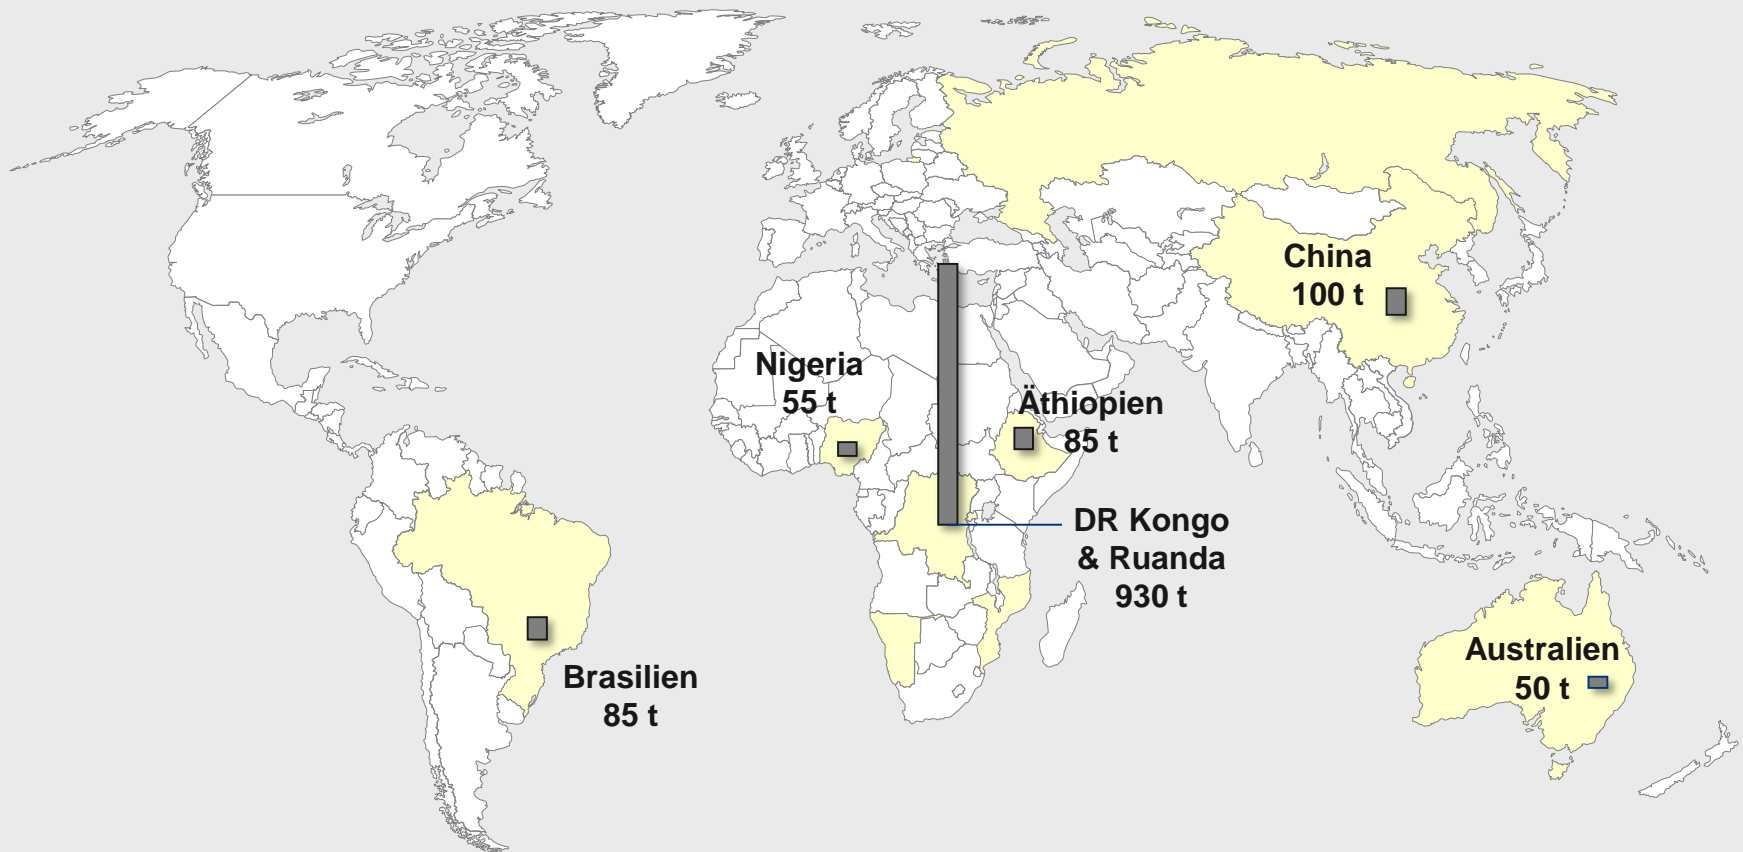 China
100 t
Nigeria
55 t
Äthiopien
85 t
DR Kongo
& Ruanda
930 t
Brasilien
85 t
Australien
50 t